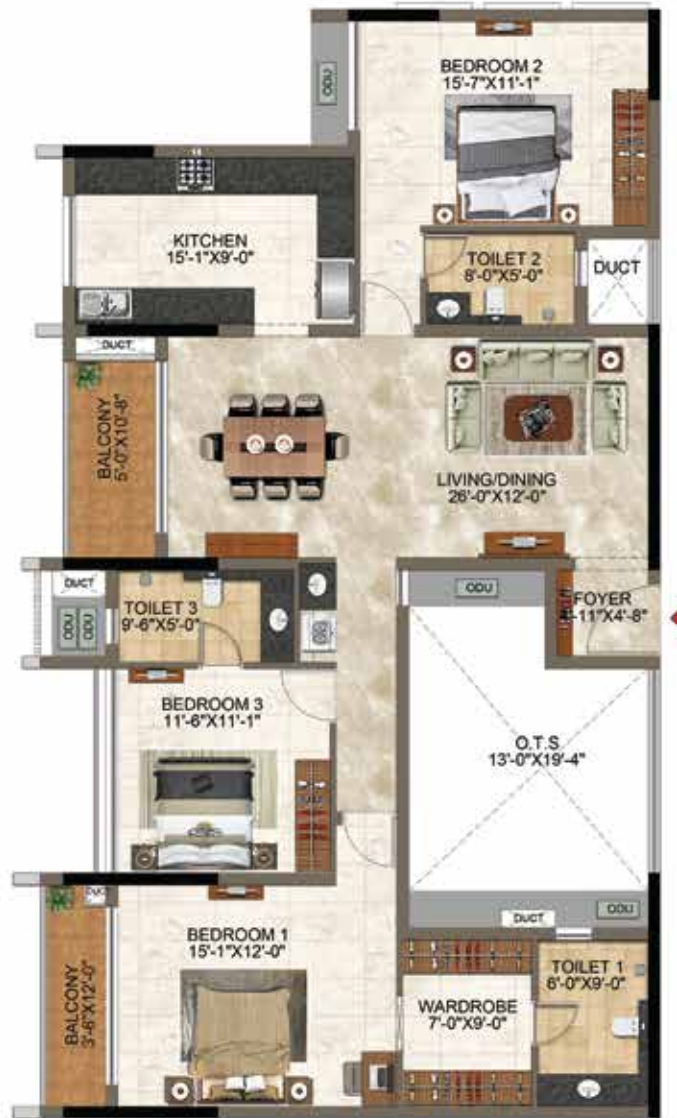 BEDROOM 2
15'-7"X11'-1"
ODU
KITCHEN
15'-1"X9'-0"
TOILET 2
8'-0"X5'-0"
DUCT
DUCT
BALCONY
5'-0"X10'-8"
LIVING/DINING
26'-0"X12'-0"
DUCT
ODU
ODU
TOILET 3
9'-6"X5'-0"
ODU
FOYER
-11"X4'-8"
BEDROOM 3
11'-6"X11'-1"
O.T.S
13'-0"X19'-4"
BEDROOM 1
15'-1"X12'-0"
DUCT
ODU
BALCONY
3'-6"X12'-0"
WARDROBE
7'-0"X9'-0"
TOILET 1
6'-0"X9'-0"